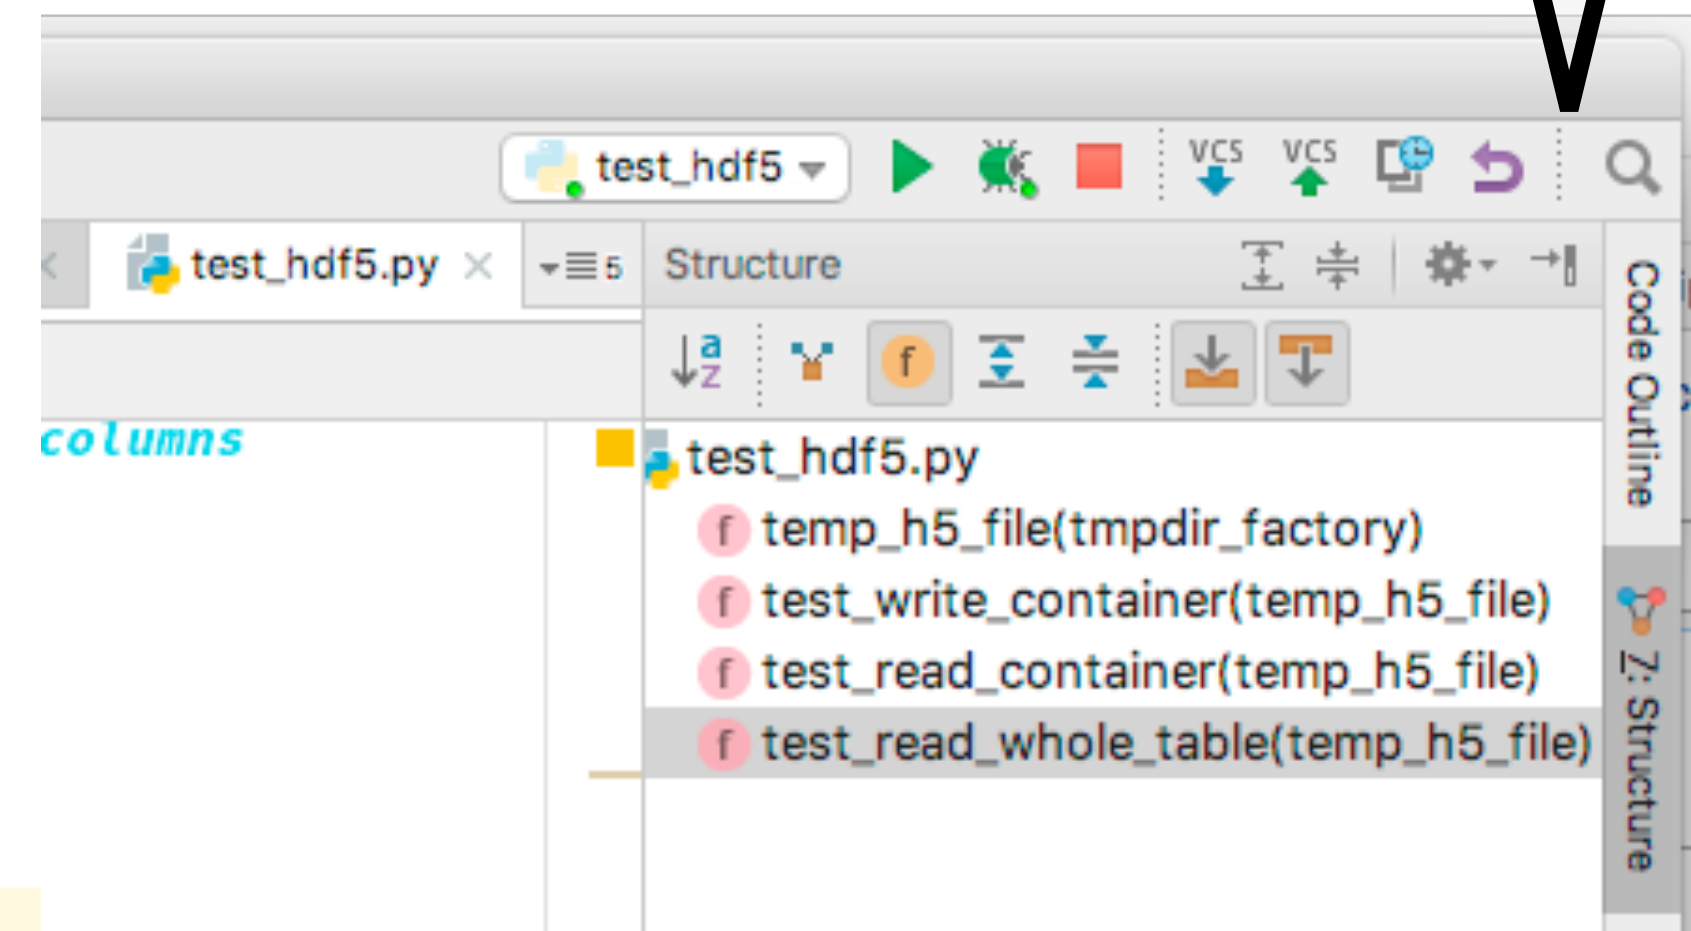 test_hdf5
VCS VCS
test_hdf5.py
5
Structure
a
z
f
columns
test_hdf5.py
f temp_h5_file(tmpdir_factory)
f test_write_container(temp_h5_file)
f test_read_container(temp_h5_file)
f test_read_whole_table(temp_h5_file)
Code Outline
7: Structure